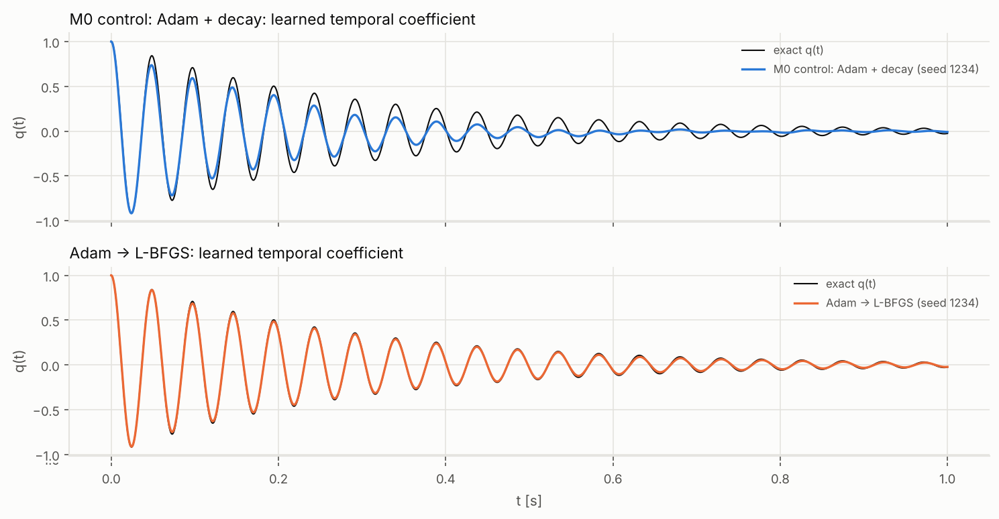 M0 control: Adam + decay: learned temporal coefficient
1.0
0.5
0.0
−0.5
−1.0
q(t)
exact q(t)
M0 control: Adam + decay (seed 1234)
Adam → L-BFGS: learned temporal coefficient
1.0
0.5
0.0
−0.5
−1.0
q(t)
exact q(t)
Adam → L-BFGS (seed 1234)
0.0 0.2 0.4 0.6 0.8 1.0
t [s]